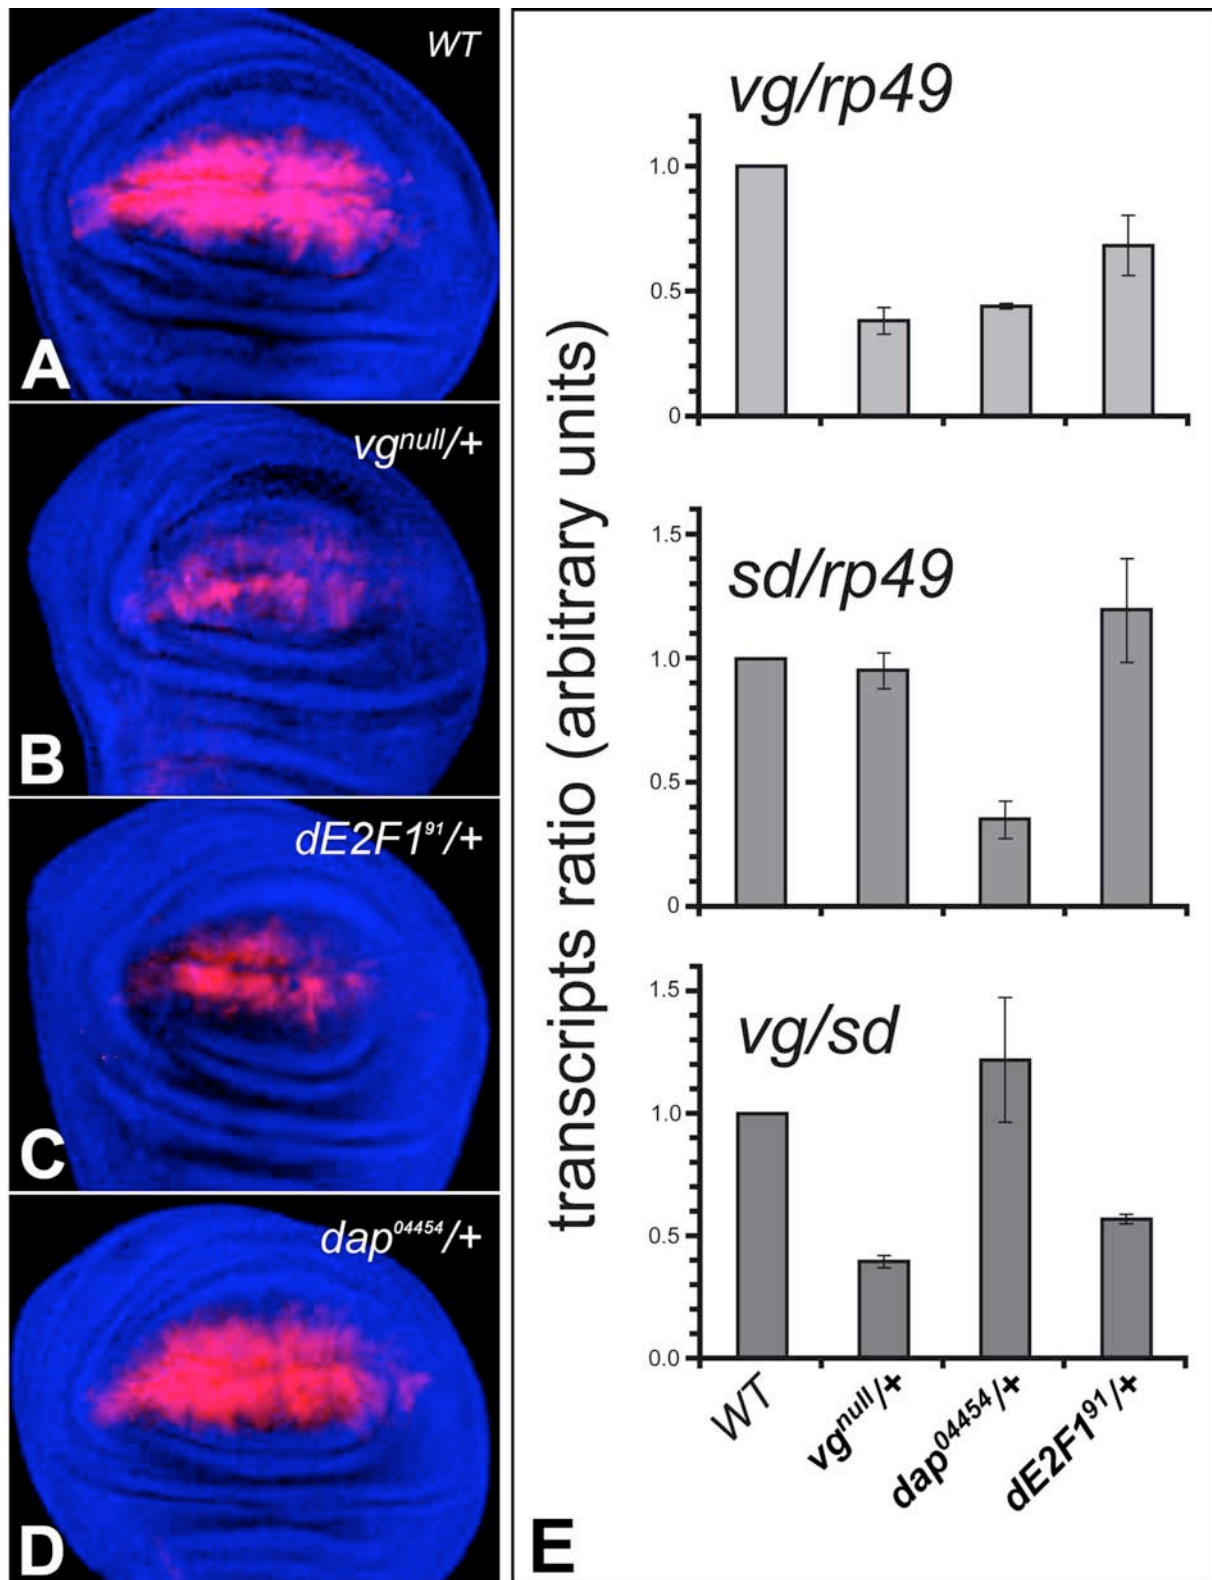 WT
A
vgnull/+
B
dE2F1⁹¹/+
C
dap⁰⁴⁴⁵⁴/+
D
transcripts ratio (arbitrary units)
vg/rp49
1.0
0.5
0
sd/rp49
1.5
1.0
0.5
0
vg/sd
1.5
1.0
0.5
0.0
WT
vgnull/+
dap⁰⁴⁴⁵⁴/+
dE2F1⁹¹/+
E